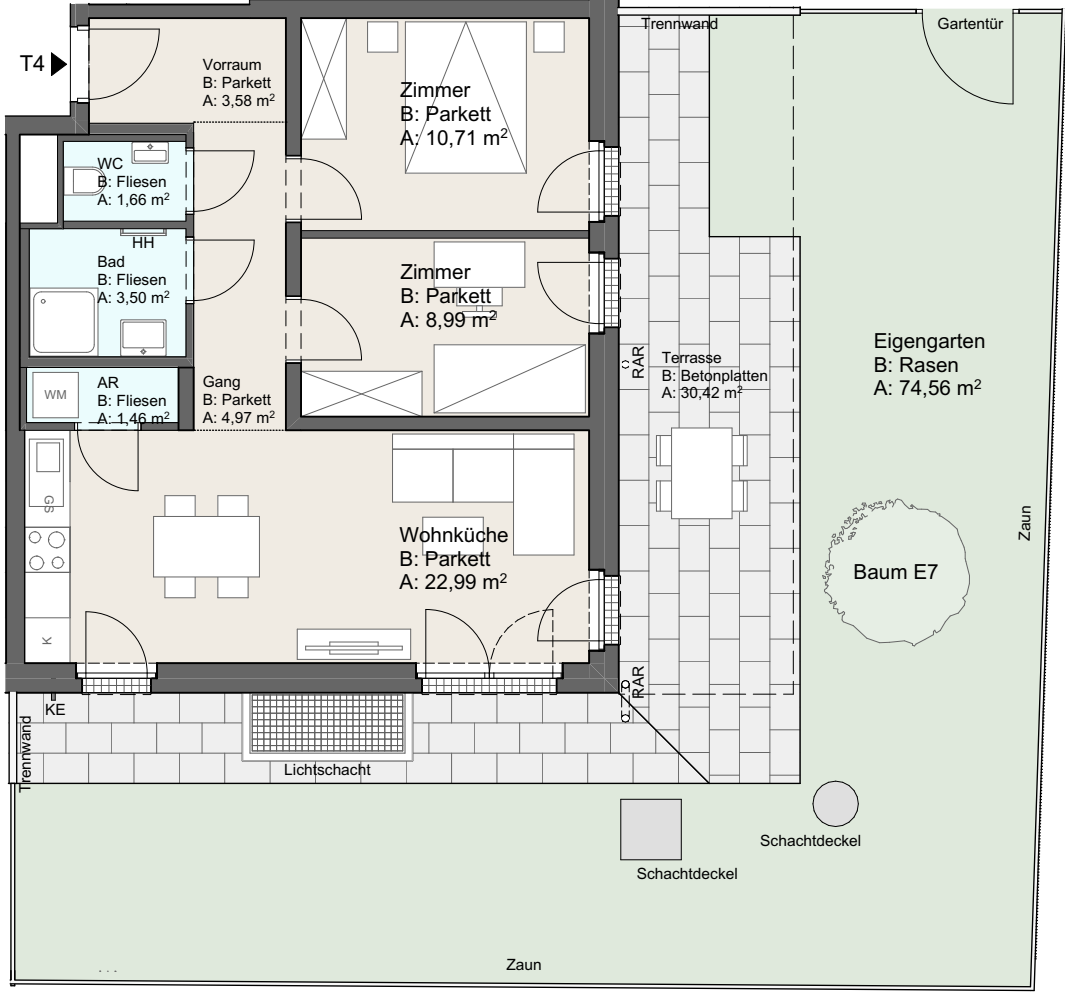 Trennwand
Gartentür
T4
Vorraum
B: Parkett
A: 3,58 m²
Zimmer
B: Parkett
A: 10,71 m²
WC
B: Fliesen
A: 1,66 m²
HH
Bad
B: Fliesen
A: 3,50 m²
Zimmer
B: Parkett
A: 8,99 m²
Eigengarten
B: Rasen
A: 74,56 m²
RAR
Terrasse
B: Betonplatten
A: 30,42 m²
WM
AR
B: Fliesen
A: 1,46 m²
Gang
B: Parkett
A: 4,97 m²
GS
Wohnküche
B: Parkett
A: 22,99 m²
Zaun
Baum E7
K
RAR
KE
Trennwand
Lichtschacht
Schachtdeckel
Schachtdeckel
Zaun